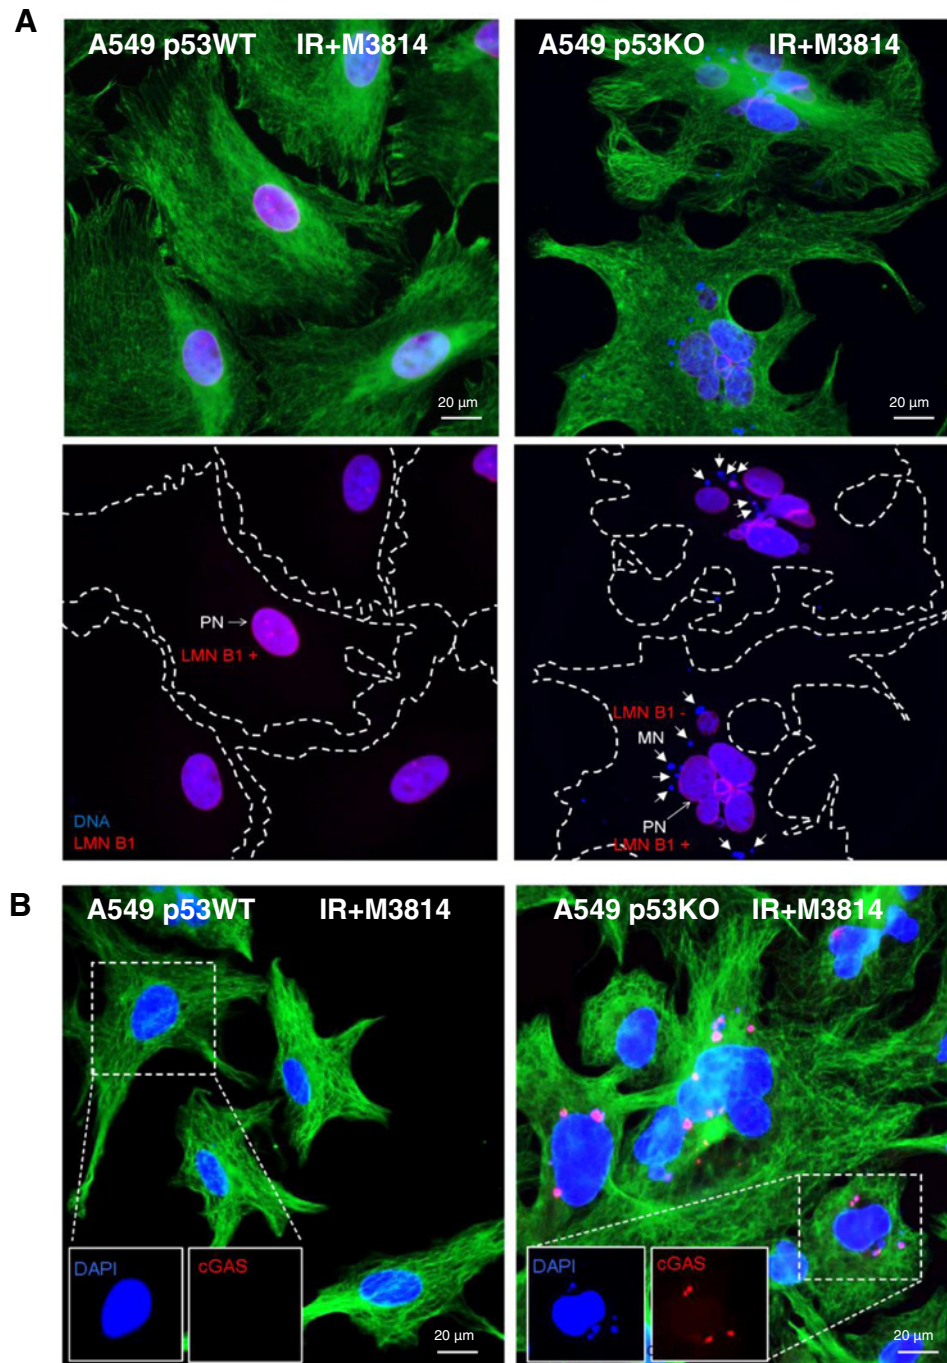 A
A549 p53WT IR+M3814
A549 p53KO IR+M3814
20 µm
20 µm
PN
LMN B1 +
DNA
LMN B1
LMN B1 -
MN
PN
LMN B1 +
B
A549 p53WT IR+M3814
A549 p53KO IR+M3814
DAPI
cGAS
20 µm
DAPI
cGAS
20 µm